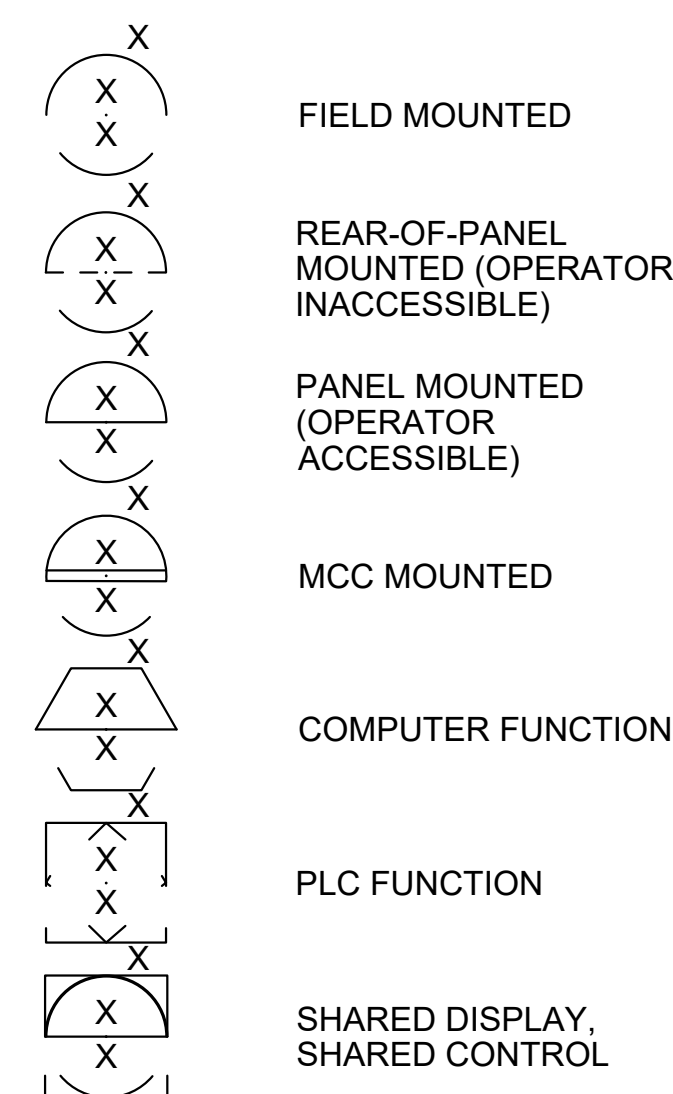 X
X
X
FIELD MOUNTED
X
X
X
REAR-OF-PANEL
MOUNTED (OPERATOR
INACCESSIBLE)
X
X
X
PANEL MOUNTED
(OPERATOR
ACCESSIBLE)
X
X
X
MCC MOUNTED
X
X
X
COMPUTER FUNCTION
X
X
X
PLC FUNCTION
X
X
X
SHARED DISPLAY,
SHARED CONTROL